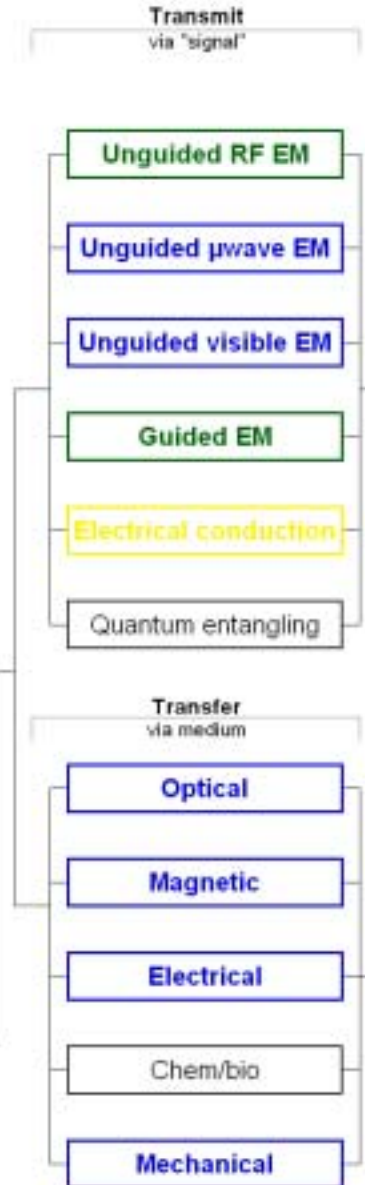 Transmit
via "signal"
Unguided RF EM
Unguided µwave EM
Unguided visible EM
Guided EM
Electrical conduction
Quantum entangling
Transfer
via medium
Optical
Magnetic
Electrical
Chem/bio
Mechanical